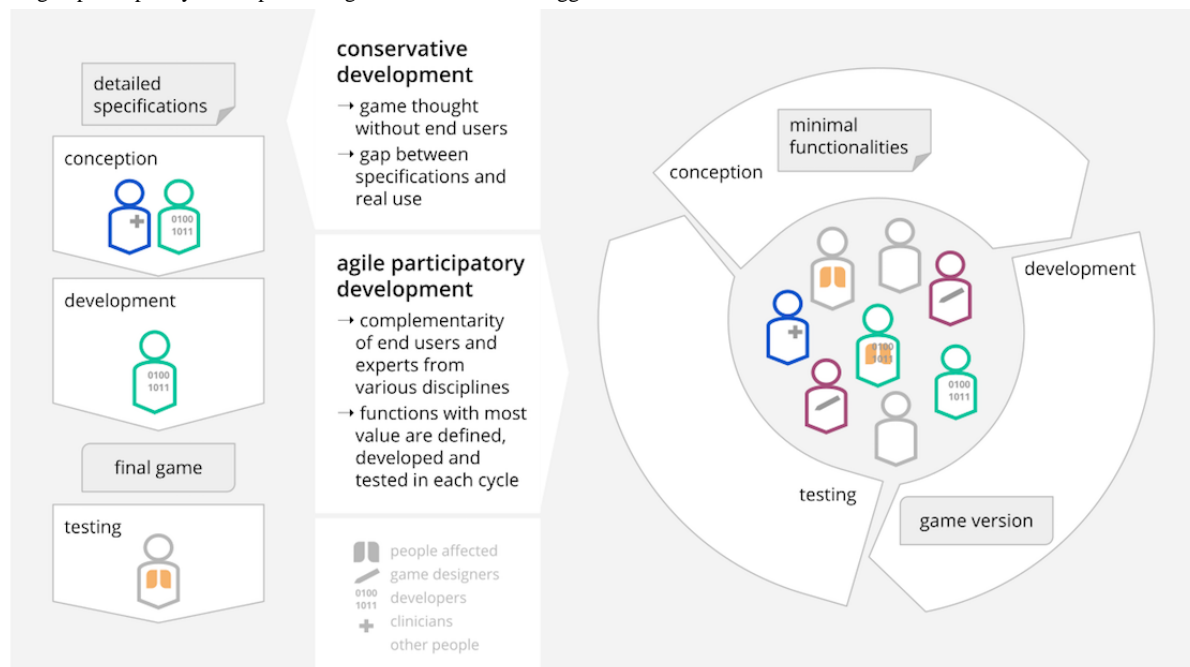 detailed
specifications
conception
0100
1011
development
0100
1011
final game
testing
conservative
development
→ game thought
without end users
→ gap between
specifications and
real use
agile participatory
development
→ complementarity
of end users and
experts from
various disciplines
→ functions with most
value are defined,
developed and
tested in each cycle
people affected
game designers
0100
1011
developers
clinicians
other people
minimal
functionalities
conception
development
0100
1011
0100
1011
testing
game version